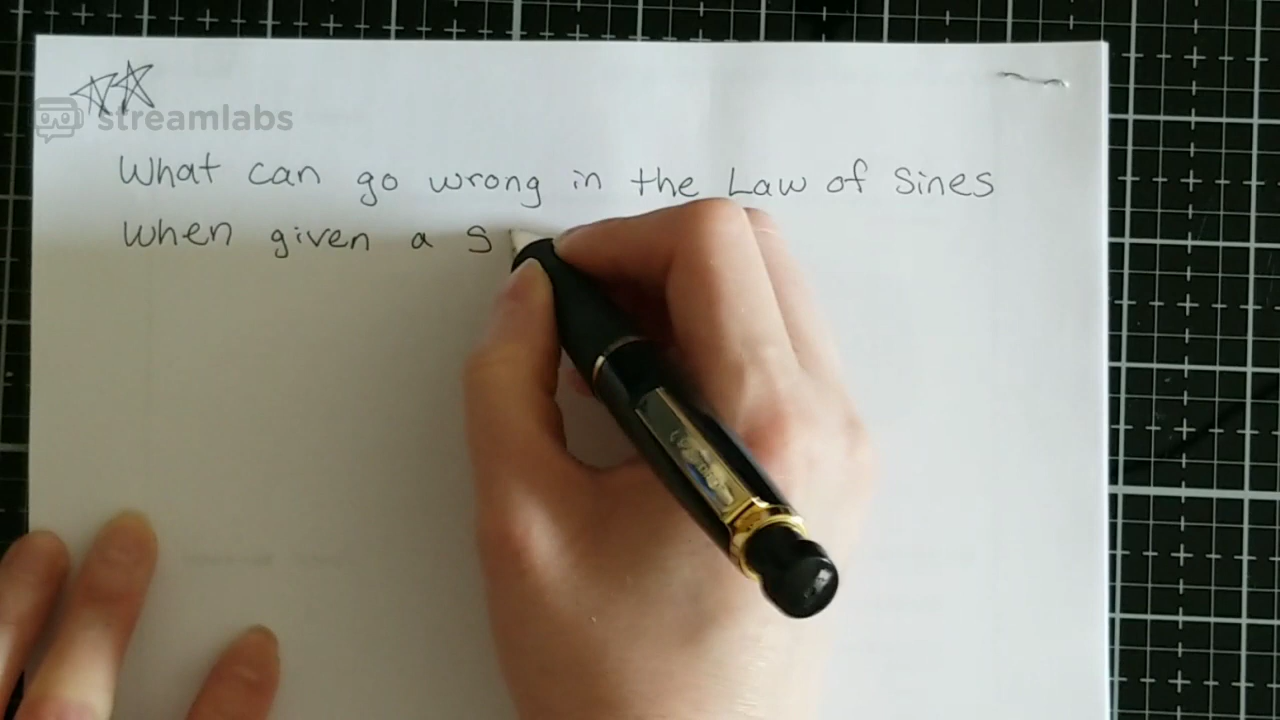 streamlabs
What can go wrong in the Law of Sines
when given a S